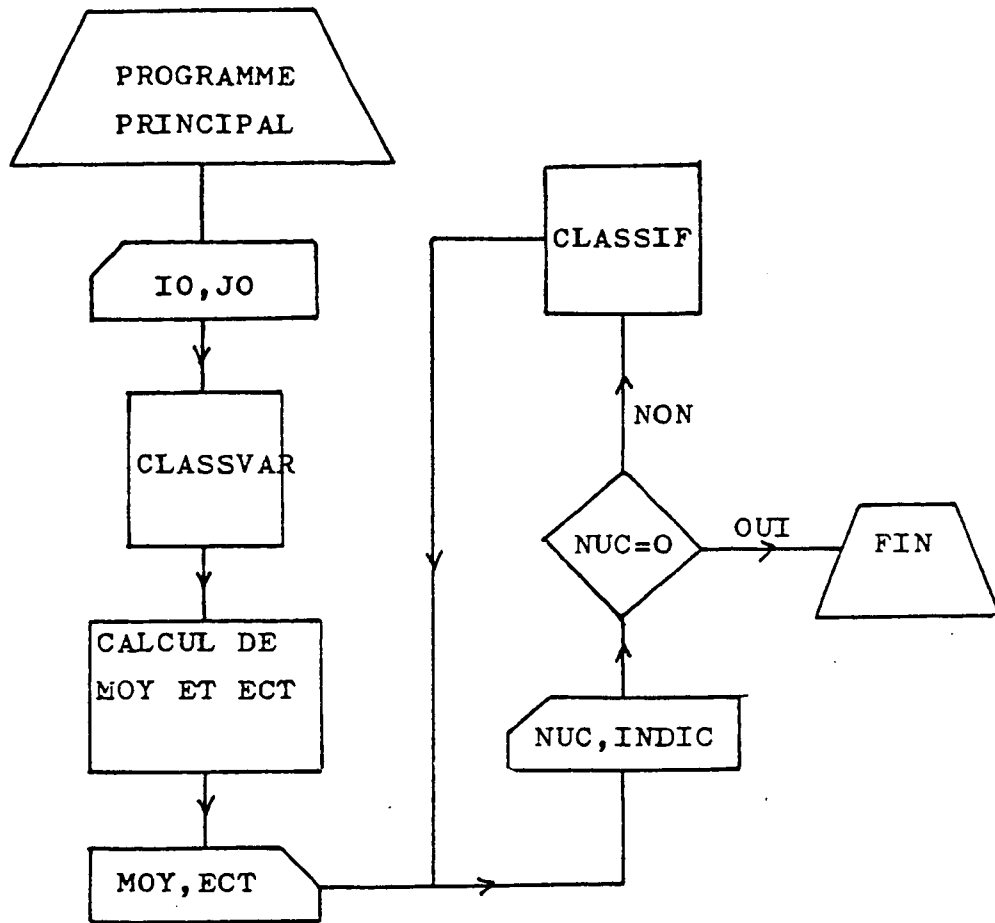 PROGRAMME
PRINCIPAL
IO,JO
CLASSVAR
CALCUL DE
MOY ET ECT
MOY,ECT
CLASSIF
NON
NUC=O
OUI
FIN
NUC,INDIC